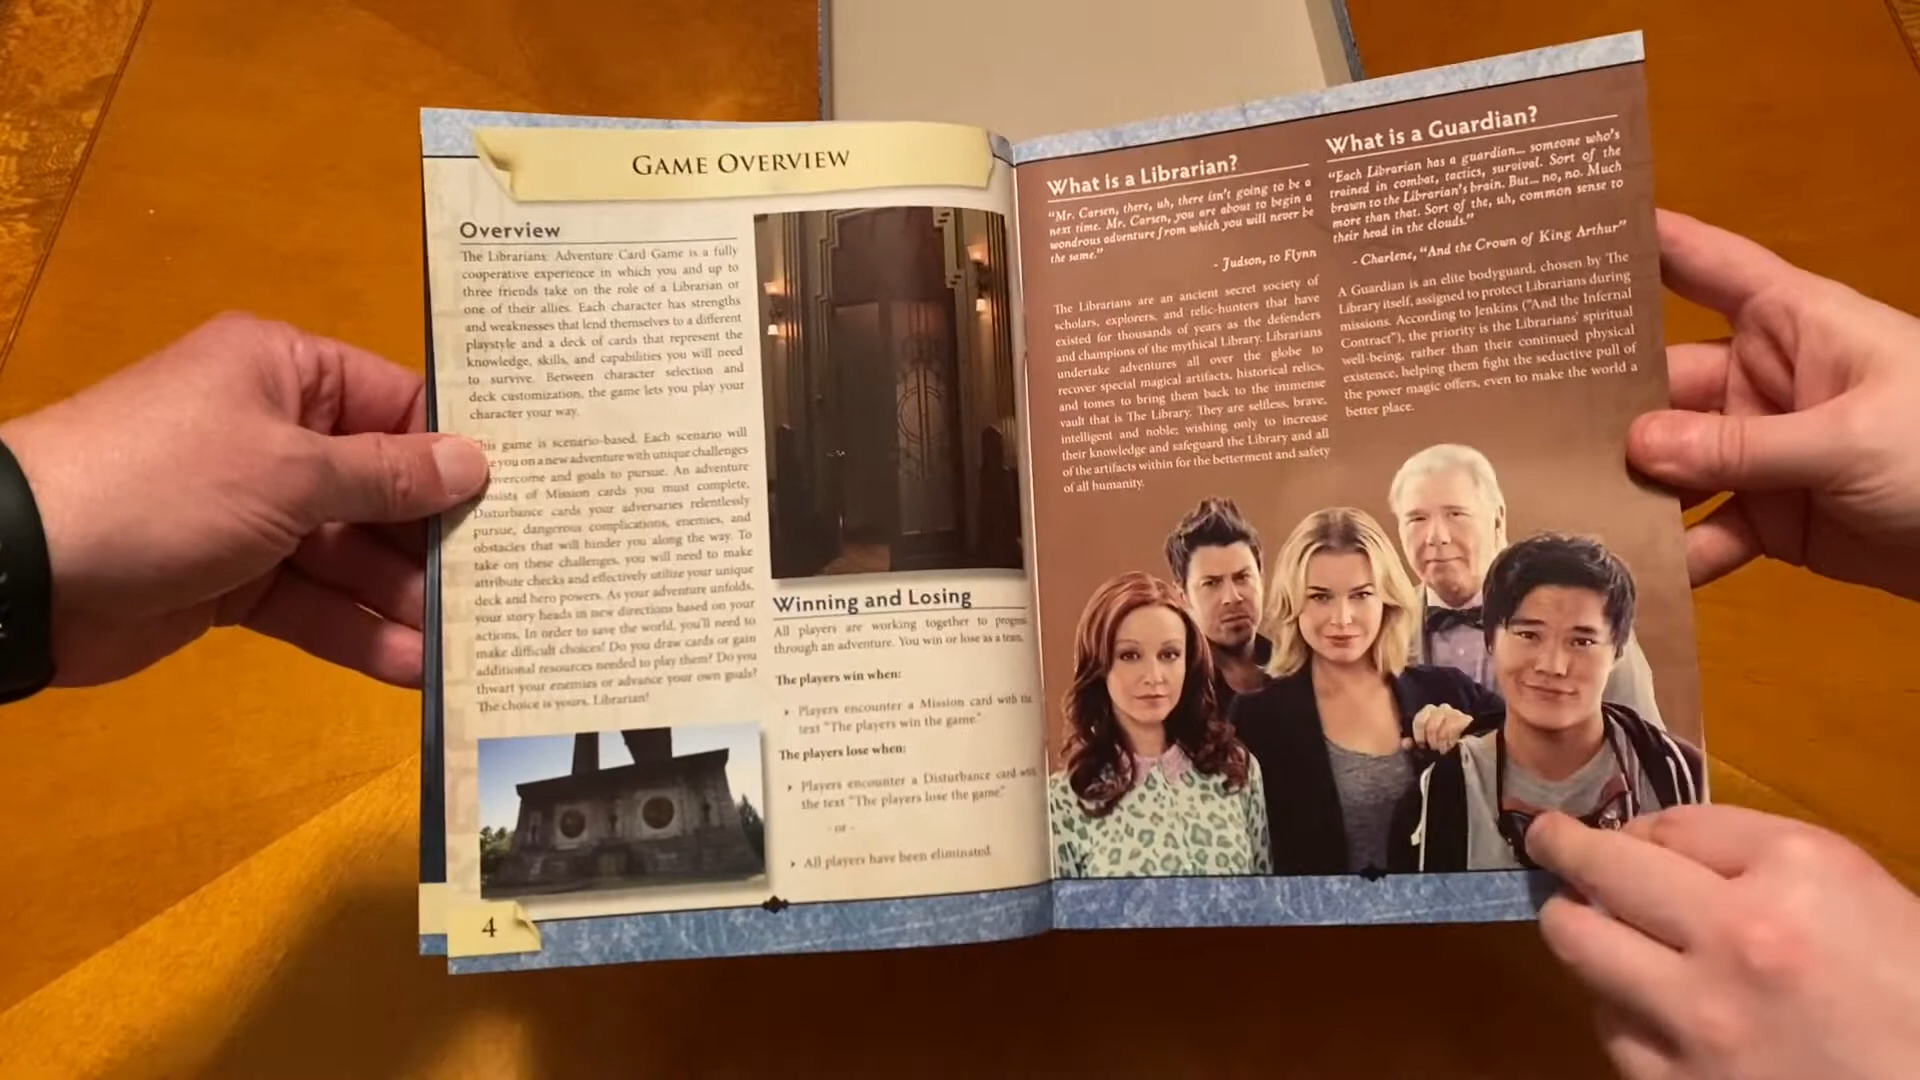 GAME OVERVIEW
Overview
The Librarians: Adventure Card Game is a fully
cooperative experience in which you and up to
three friends take on the role of a Librarian or
one of their allies. Each character has strengths
and weaknesses that lend themselves to a different
playstyle and a deck of cards that represent the
knowledge, skills, and capabilities you will need
to survive. Between character selection and
deck customization, the game lets you play your
character your way.
This game is scenario-based. Each scenario will
you on a new adventure with unique challenges
overcome and goals to pursue. An adventure
consists of Mission cards you must complete,
Disturbance cards your adversaries relentlessly
pursue, dangerous complications, enemies, and
obstacles that will hinder you along the way. To
take on these challenges, you will need to make
attribute checks and effectively utilize your unique
deck and hero powers. As your adventure unfolds,
your story heads in new directions based on your
actions. In order to save the world, you'll need to
make difficult choices! Do you draw cards or gain
additional resources needed to play them? Do you
thwart your enemies or advance your own goals?
The choice is yours, Librarian!
4
Winning and Losing
All players are working together to progress
through an adventure. You win or lose as a team.
The players win when:
▸ Players encounter a Mission card with the
text "The players win the game."
The players lose when:
▸ Players encounter a Disturbance card with
the text "The players lose the game."
- or -
▸ All players have been eliminated.
What is a Librarian?
"Mr. Carsen, there, uh, there isn't going to be a
next time. Mr. Carsen, you are about to begin a
wondrous adventure from which you will never be
the same."
- Judson, to Flynn
The Librarians are an ancient secret society of
scholars, explorers, and relic-hunters that have
existed for thousands of years as the defenders
and champions of the mythical Library. Librarians
undertake adventures all over the globe to
recover special magical artifacts, historical relics,
and tomes to bring them back to the immense
vault that is The Library. They are selfless, brave,
intelligent and noble; wishing only to increase
their knowledge and safeguard the Library and all
of the artifacts within for the betterment and safety
of all humanity.
What is a Guardian?
"Each Librarian has a guardian... someone who's
trained in combat, tactics, survival. Sort of the
brawn to the Librarian's brain. But... no, no. Much
more than that. Sort of the, uh, common sense to
their head in the clouds."
- Charlene, "And the Crown of King Arthur"
A Guardian is an elite bodyguard, chosen by The
Library itself, assigned to protect Librarians during
missions. According to Jenkins ("And the Infernal
Contract"), the priority is the Librarians' spiritual
well-being, rather than their continued physical
existence, helping them fight the seductive pull of
the power magic offers, even to make the world a
better place.